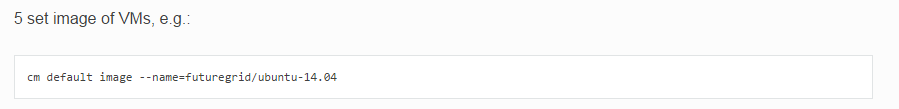 5 set image of VMs, e.g.:
cm default image --name=futuregrid/ubuntu-14.04